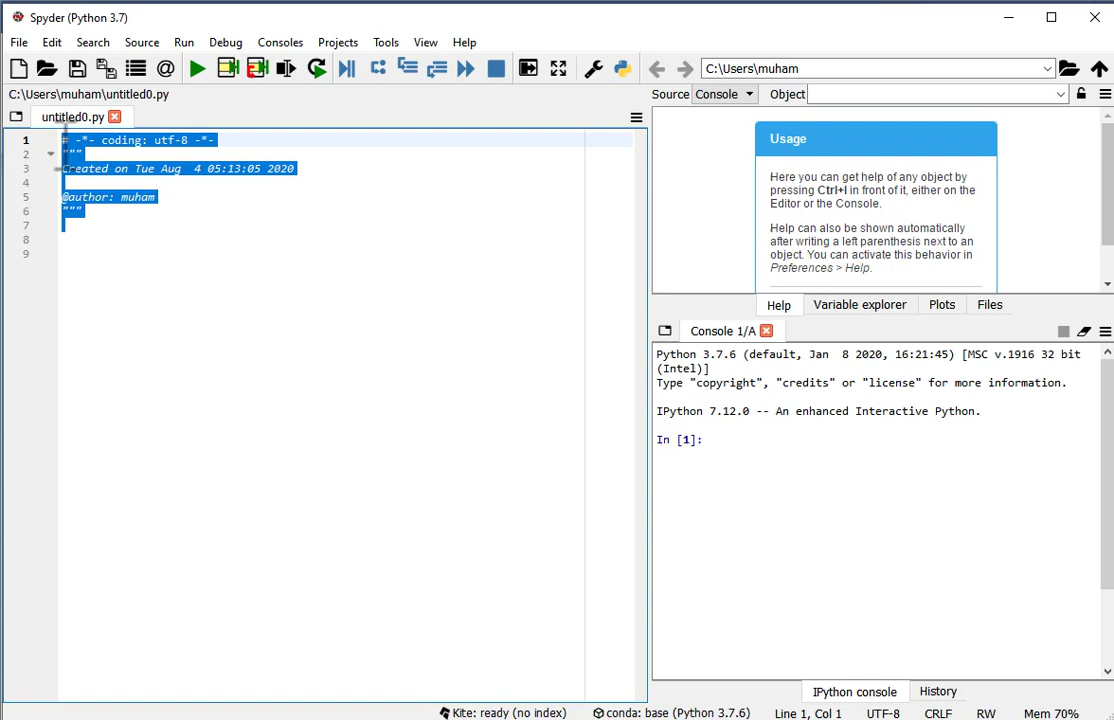 Spyder (Python 3.7)
File Edit Search Source Run Debug Consoles Projects Tools View Help
C:\Users\muham
C:\Users\muham\untitled0.py
Source Console Object
untitled0.py
1 # -*- coding: utf-8 -*-
2 """
3 Created on Tue Aug  4 05:13:05 2020
4
5 @author: muham
6 """
7
8
9
Usage
Here you can get help of any object by
pressing Ctrl+I in front of it, either on the
Editor or the Console.
Help can also be shown automatically
after writing a left parenthesis next to an
object. You can activate this behavior in
Preferences > Help.
Help Variable explorer Plots Files
Console 1/A
Python 3.7.6 (default, Jan  8 2020, 16:21:45) [MSC v.1916 32 bit
(Intel)]
Type "copyright", "credits" or "license" for more information.
IPython 7.12.0 -- An enhanced Interactive Python.
In [1]:
IPython console History
Kite: ready (no index) conda: base (Python 3.7.6) Line 1, Col 1 UTF-8 CRLF RW Mem 70%